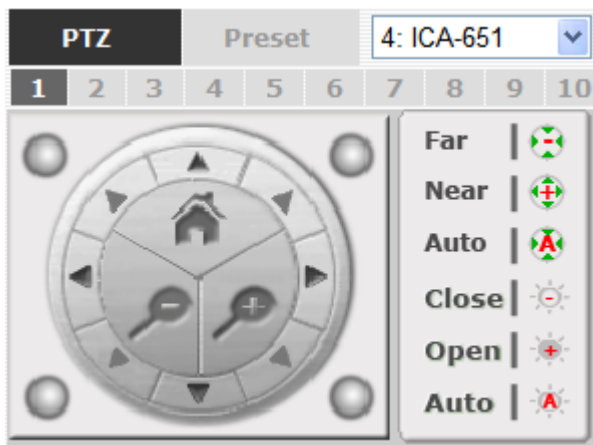 PTZ Preset 4: ICA-651
1 2 3 4 5 6 7 8 9 10
Far -
Near +
Auto A
Close -
Open +
Auto A